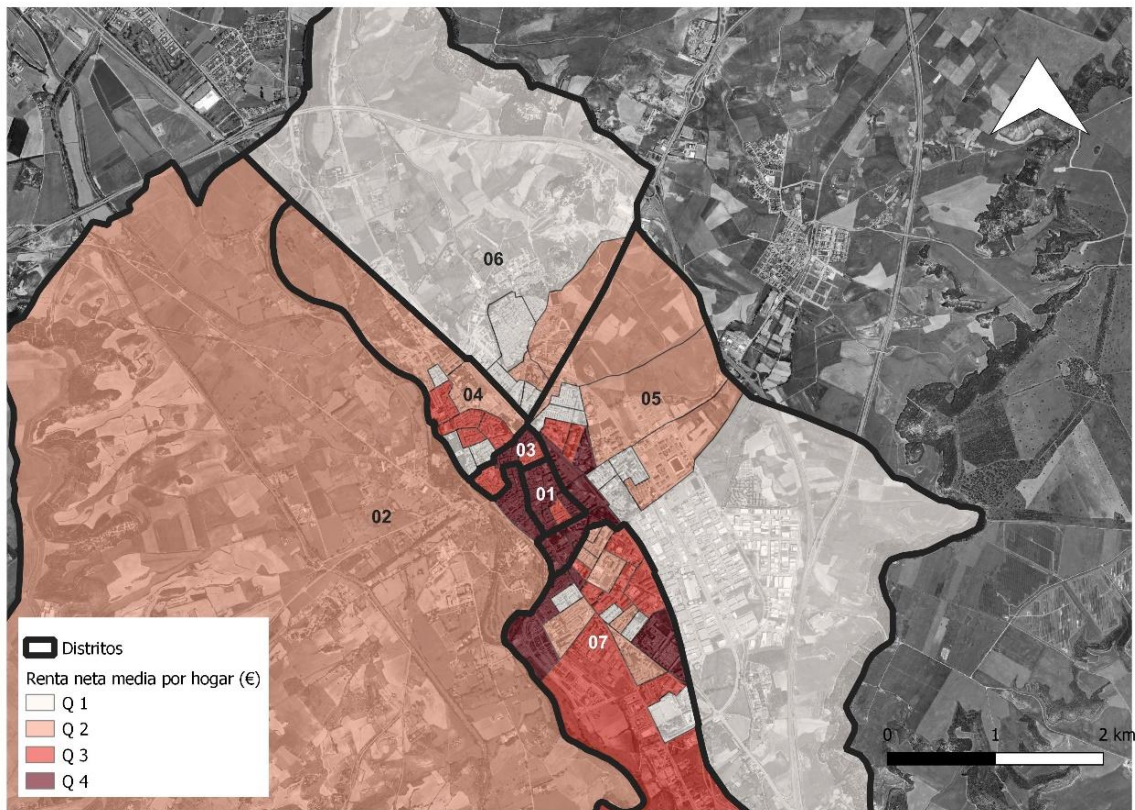 06
04
05
03
01
02
07
Distritos
Renta neta media por hogar (€)
Q 1
Q 2
Q 3
Q 4
0 1 2 km